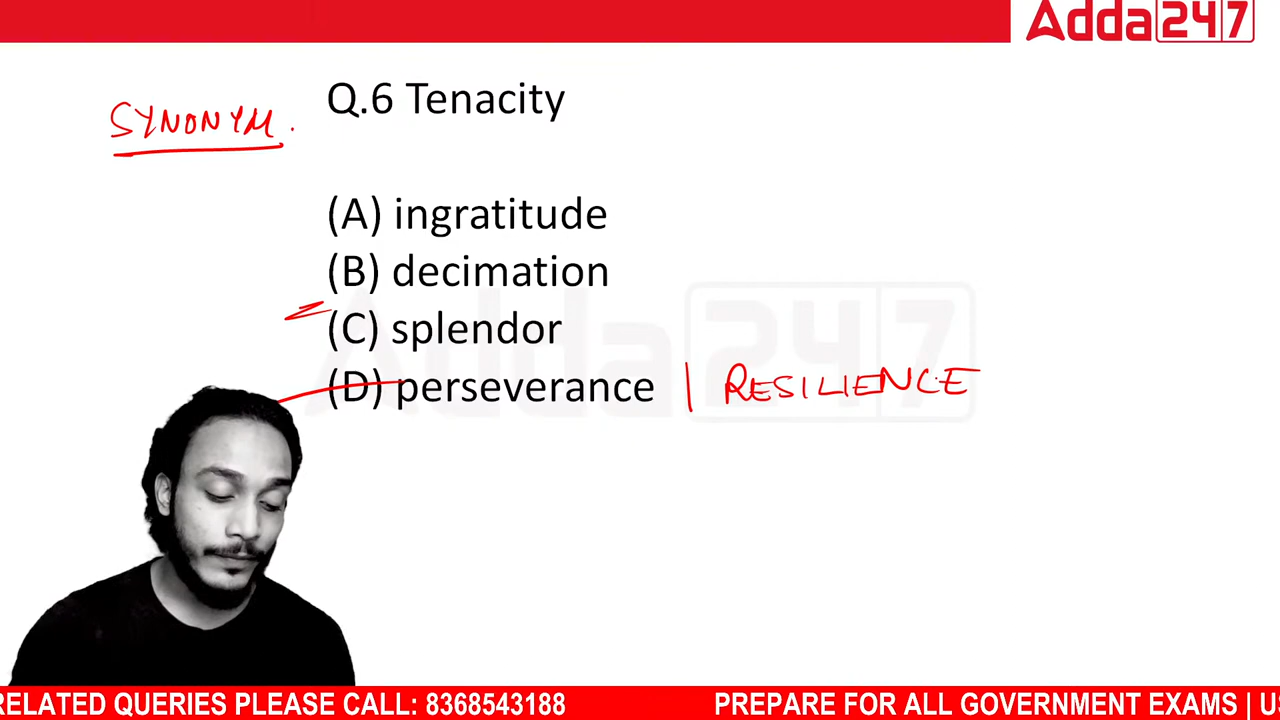 Adda247
Q.6 Tenacity
SYNONYM.
(A) ingratitude
(B) decimation
(C) splendor
(D) perseverance | RESILIENCE
Adda247
RELATED QUERIES PLEASE CALL: 8368543188 PREPARE FOR ALL GOVERNMENT EXAMS |